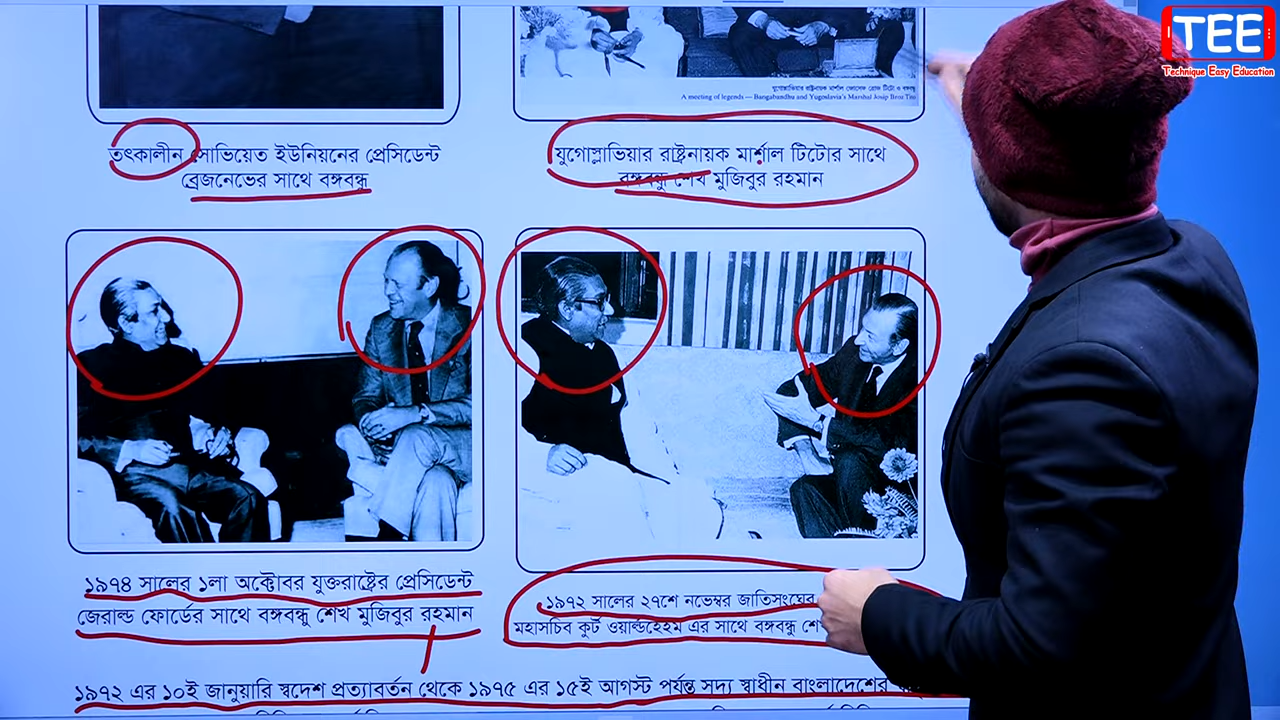 TEE
Technique Easy Education
যুগোস্লাভিয়ার রাষ্ট্রনায়ক মার্শাল জোসেফ ব্রোজ টিটো ও বঙ্গবন্ধু
A meeting of legends — Bangabandhu and Yugoslavia's Marshal Josip Broz Tito
তৎকালীন সোভিয়েত ইউনিয়নের প্রেসিডেন্ট
ব্রেজনেভের সাথে বঙ্গবন্ধু
যুগোস্লাভিয়ার রাষ্ট্রনায়ক মার্শাল টিটোর সাথে
বঙ্গবন্ধু শেখ মুজিবুর রহমান
১৯৭৪ সালের ১লা অক্টোবর যুক্তরাষ্ট্রের প্রেসিডেন্ট
জেরাল্ড ফোর্ডের সাথে বঙ্গবন্ধু শেখ মুজিবুর রহমান
১৯৭২ সালের ২৭শে নভেম্বর জাতিসংঘের
মহাসচিব কুর্ট ওয়ার্ল্ডহেইম এর সাথে বঙ্গবন্ধু শে
১৯৭২ এর ১০ই জানুয়ারি স্বদেশ প্রত্যাবর্তন থেকে ১৯৭৫ এর ১৫ই আগস্ট পর্যন্ত সদ্য স্বাধীন বাংলাদেশের